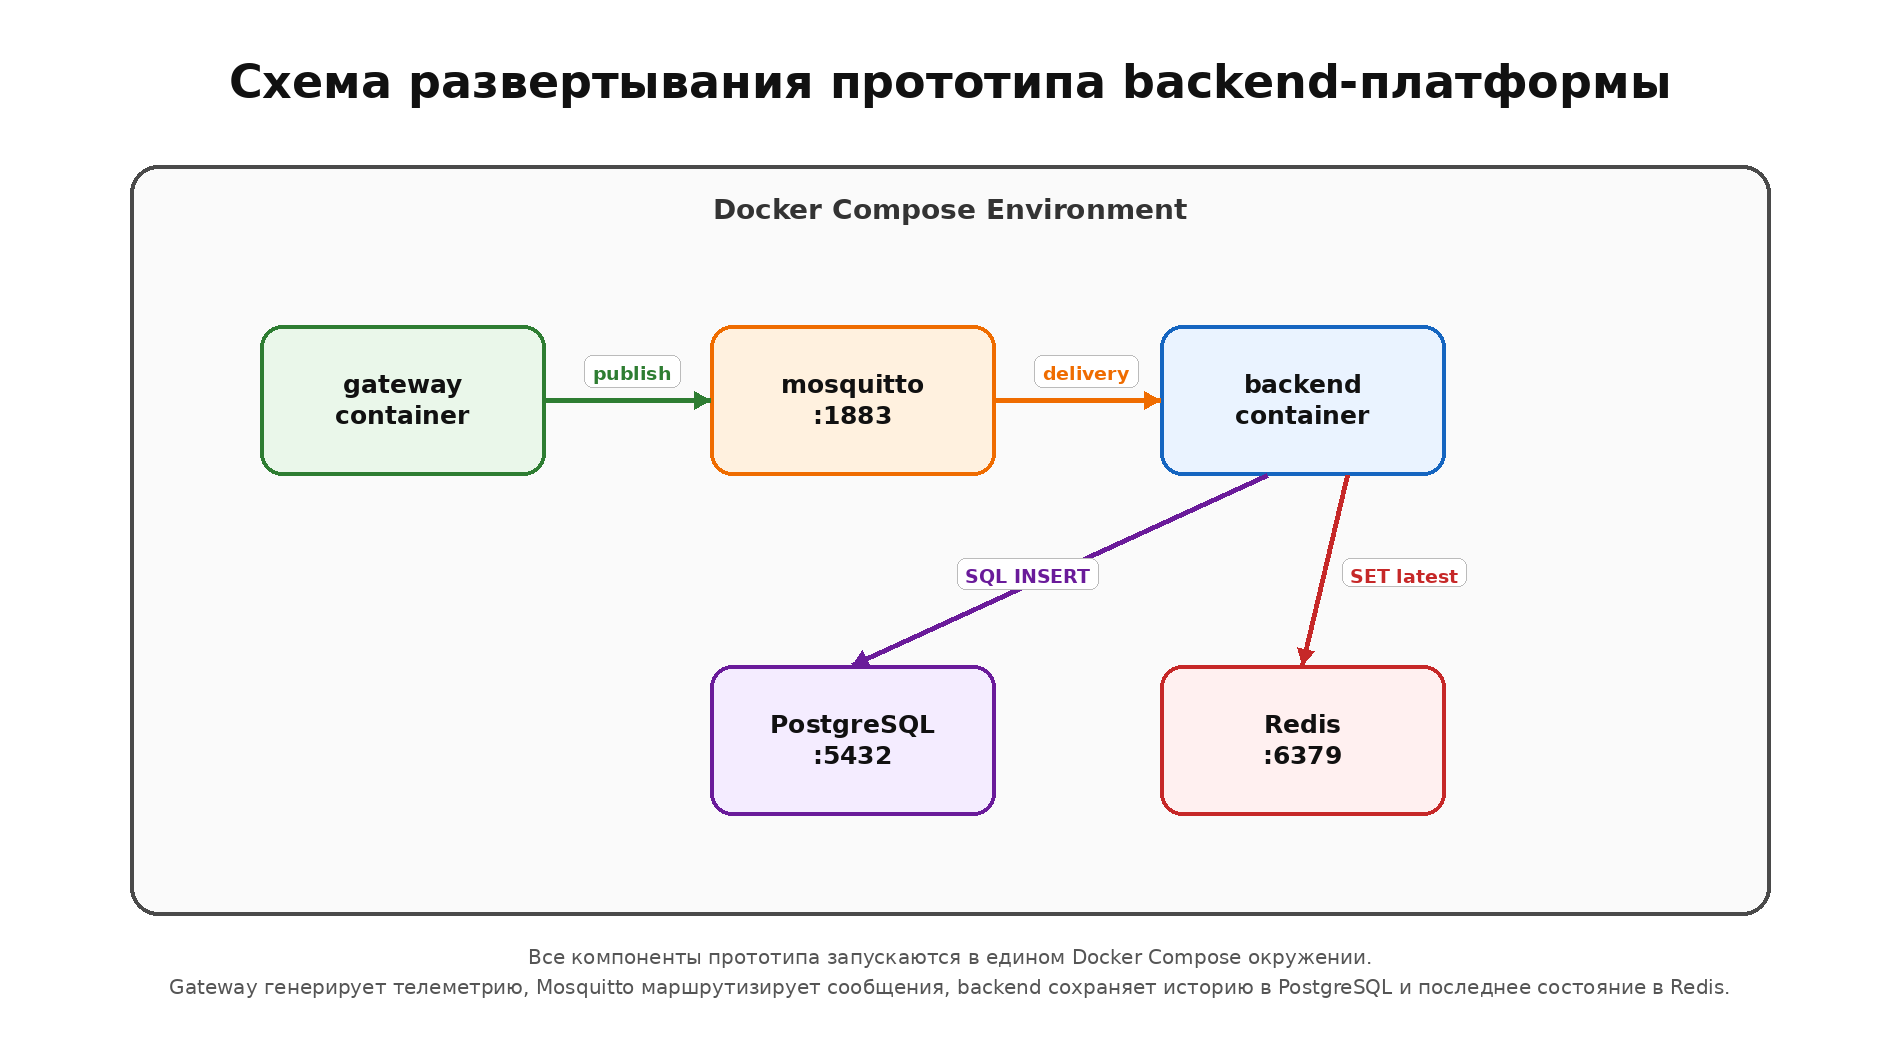 Схема развертывания прототипа backend-платформы
Docker Compose Environment
gateway
container
publish
mosquitto
:1883
delivery
backend
container
SQL INSERT
SET latest
PostgreSQL
:5432
Redis
:6379
Все компоненты прототипа запускаются в едином Docker Compose окружении.
Gateway генерирует телеметрию, Mosquitto маршрутизирует сообщения, backend сохраняет историю в PostgreSQL и последнее состояние в Redis.